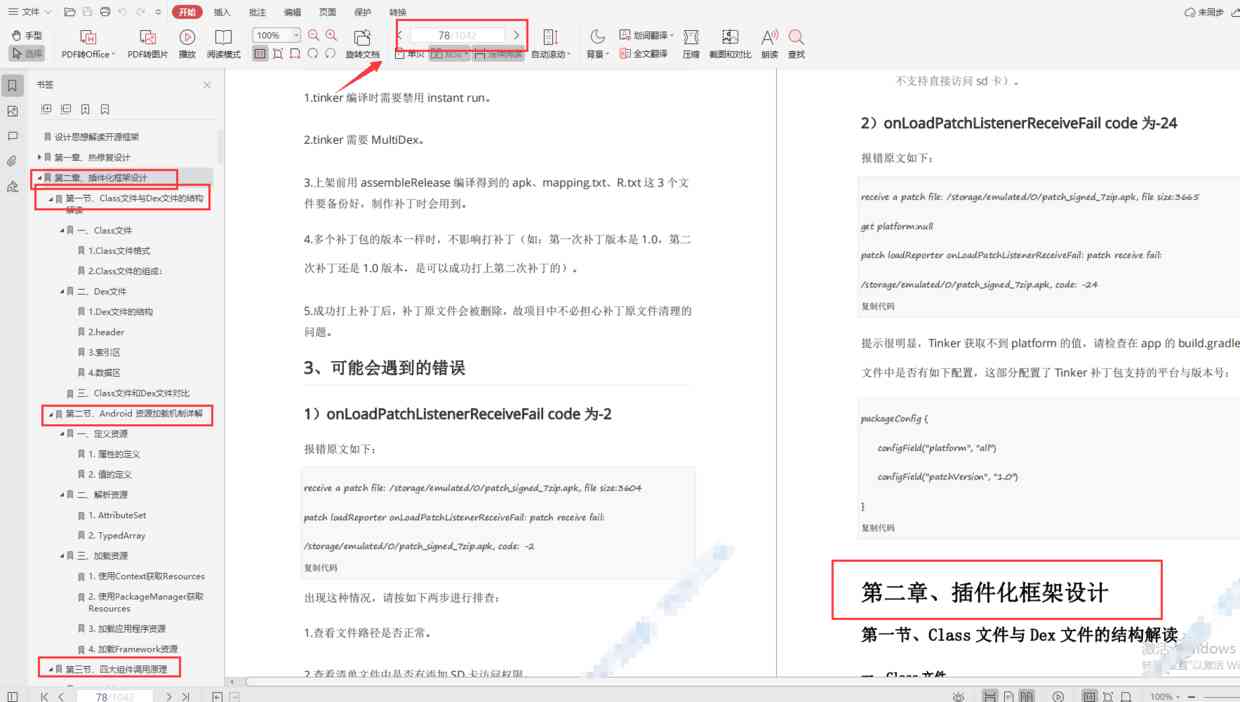 文件 开始 插入 批注 编辑 页面 保护 转换 未同步
手型 100% 78/1042 划词翻译
选择 PDF转Office PDF转图片 播放 阅读模式 旋转文档 单页 双页 连续阅读 自动滚动 背景 全文翻译 压缩 截图和对比 朗读 查找
书签
设计思想解读开源框架
第一章、热修复设计
第二章、插件化框架设计
第一节、Class文件与Dex文件的结构
解读
一、Class文件
1.Class文件格式
2.Class文件的组成：
二、Dex文件
1.Dex文件的结构
2.header
3.索引区
4.数据区
三、Class文件和Dex文件对比
第二节、Android 资源加载机制详解
一、定义资源
1. 属性的定义
2. 值的定义
二、解析资源
1. AttributeSet
2. TypedArray
三、加载资源
1. 使用Context获取Resources
2. 使用PackageManager获取
Resources
3. 加载应用程序资源
4. 加载Framework资源
第三节、四大组件调用原理
1.tinker 编译时需要禁用 instant run。
2.tinker 需要 MultiDex。
3.上架前用 assembleRelease 编译得到的 apk、mapping.txt、R.txt 这 3 个文
件要备份好，制作补丁时会用到。
4.多个补丁包的版本一样时，不影响打补丁（如：第一次补丁版本是 1.0，第二
次补丁还是 1.0 版本，是可以成功打上第二次补丁的）。
5.成功打上补丁后，补丁原文件会被删除，故项目中不必担心补丁原文件清理的
问题。
3、可能会遇到的错误
1）onLoadPatchListenerReceiveFail code 为-2
报错原文如下：
receive a patch file: /storage/emulated/0/patch_signed_7zip.apk, file size:3604
patch loadReporter onLoadPatchListenerReceiveFail: patch receive fail:
/storage/emulated/0/patch_signed_7zip.apk, code: -2
复制代码
出现这种情况，请按如下两步进行排查：
1.查看文件路径是否正常。
2.查看清单文件中是否有添加 SD 卡访问权限
不支持直接访问 sd 卡）。
2）onLoadPatchListenerReceiveFail code 为-24
报错原文如下：
receive a patch file: /storage/emulated/0/patch_signed_7zip.apk, file size:3665
get platform:null
patch loadReporter onLoadPatchListenerReceiveFail: patch receive fail:
/storage/emulated/0/patch_signed_7zip.apk, code: -24
复制代码
提示很明显，Tinker 获取不到 platform 的值，请检查在 app 的 build.gradle
文件中是否有如下配置，这部分配置了 Tinker 补丁包支持的平台与版本号：
packageConfig {
configField("platform", "all")
configField("patchVersion", "1.0")
}
复制代码
第二章、插件化框架设计
第一节、Class 文件与 Dex 文件的结构解读
一、Class 文件
78/1042 100%